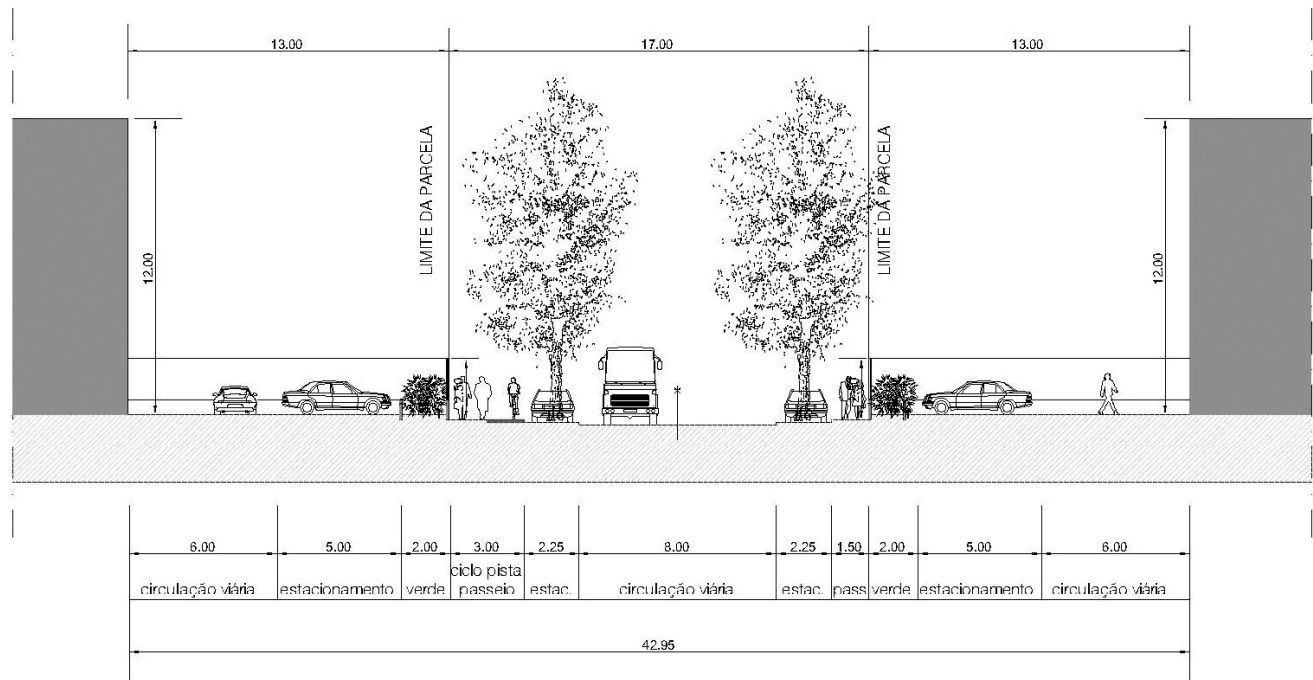 13.00 17.00 13.00
LIMITE DA PARCELA
LIMITE DA PARCELA
12.00
12.00
6.00 5.00 2.00 3.00 2.25 8.00 2.25 1.50 2.00 5.00 6.00
circulação viária estacionamento verde ciclo pista passeio estac. circulação viária estac. pass verde estacionamento circulação viária
42.95